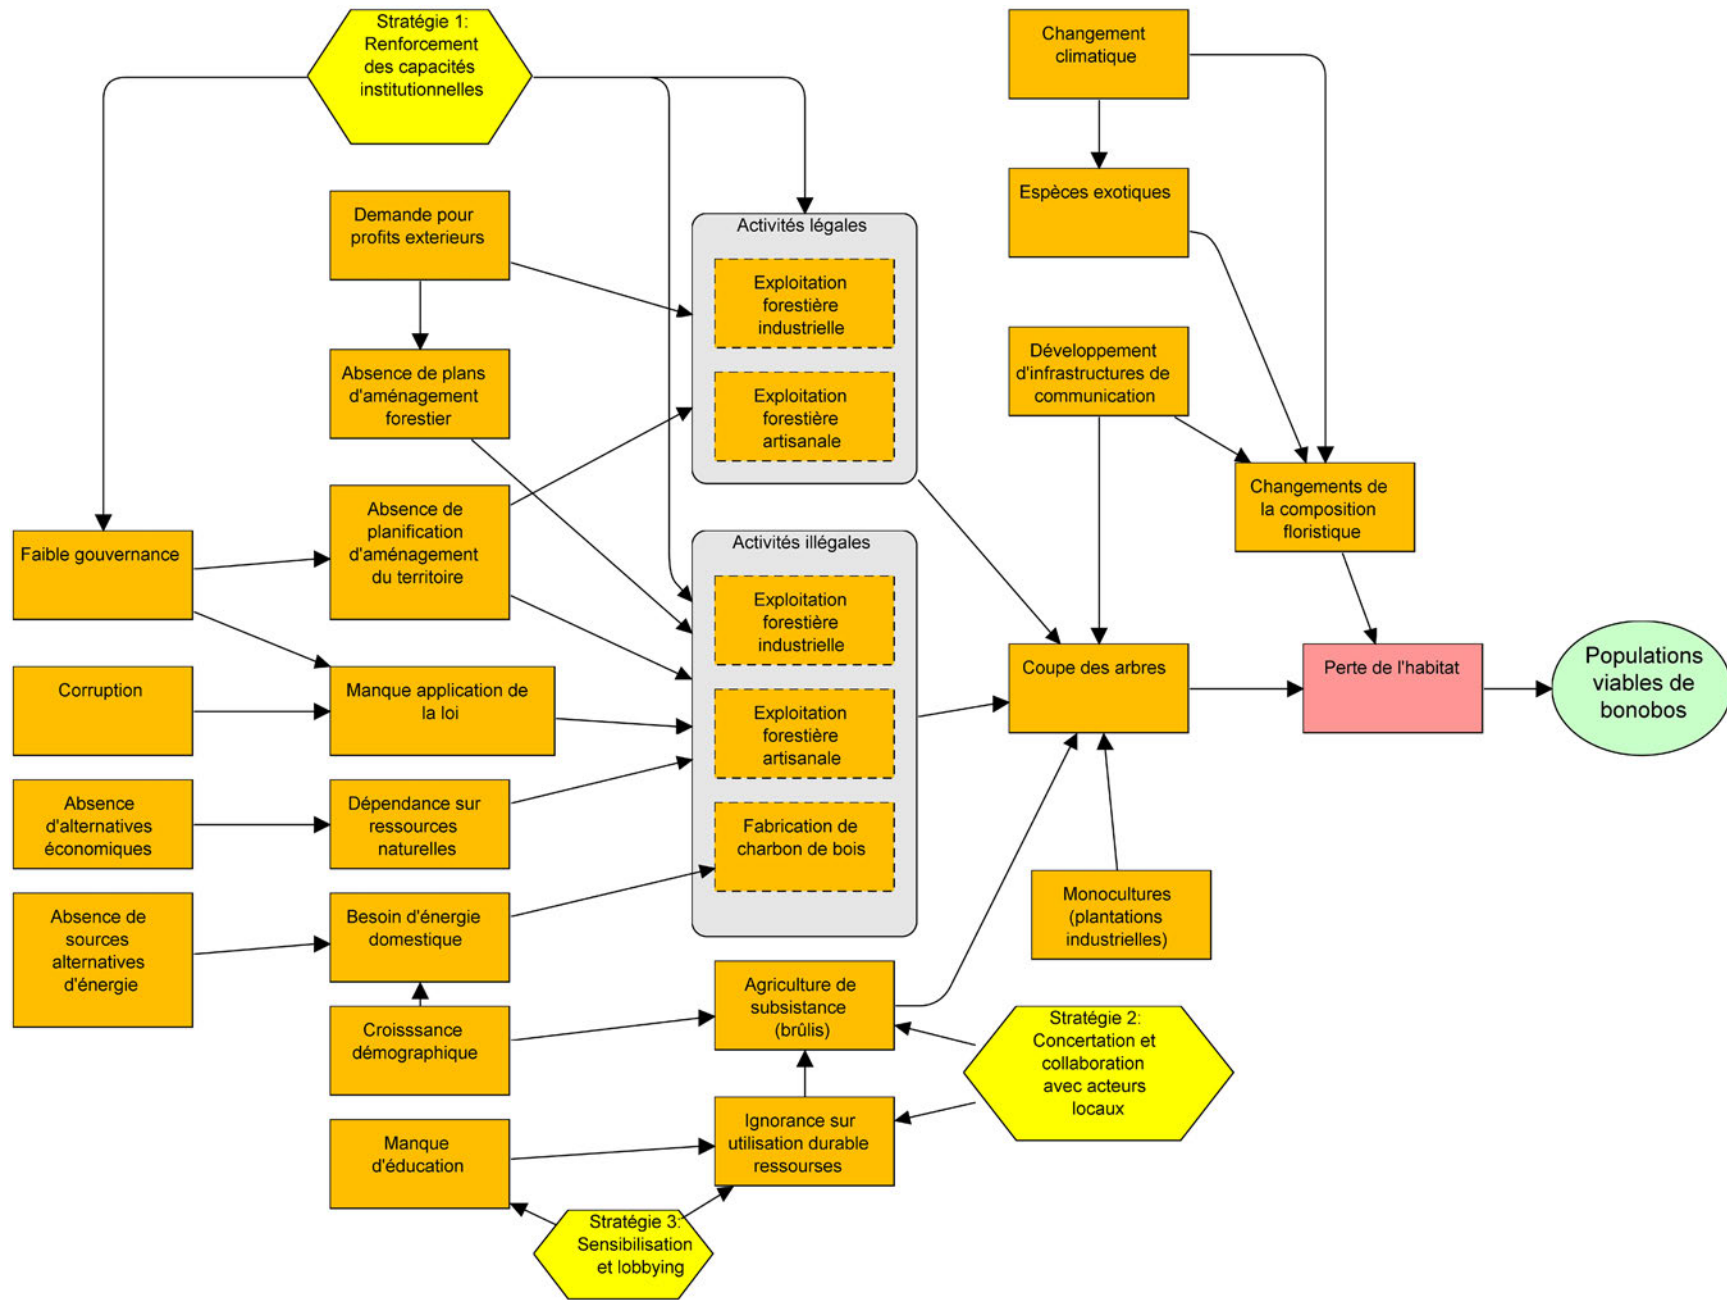 Stratégie 1:
Renforcement
des capacités
institutionnelles
Changement
climatique
Espèces exotiques
Demande pour
profits exterieurs
Activités légales
Exploitation
forestière
industrielle
Exploitation
forestière
artisanale
Absence de plans
d'aménagement
forestier
Développement
d'infrastructures de
communication
Changements de
la composition
floristique
Absence de
planification
d'aménagement
du territoire
Faible gouvernance
Activités illégales
Exploitation
forestière
industrielle
Exploitation
forestière
artisanale
Fabrication de
charbon de bois
Corruption
Manque application de
la loi
Coupe des arbres
Perte de l'habitat
Populations
viables de
bonobos
Absence
d'alternatives
économiques
Dépendance sur
ressources
naturelles
Absence de
sources
alternatives
d'énergie
Besoin d'énergie
domestique
Monocultures
(plantations
industrielles)
Croisssance
démographique
Agriculture de
subsistance
(brûlis)
Stratégie 2:
Concertation et
collaboration
avec acteurs
locaux
Manque
d'éducation
Ignorance sur
utilisation durable
ressourses
Stratégie 3:
Sensibilisation
et lobbying